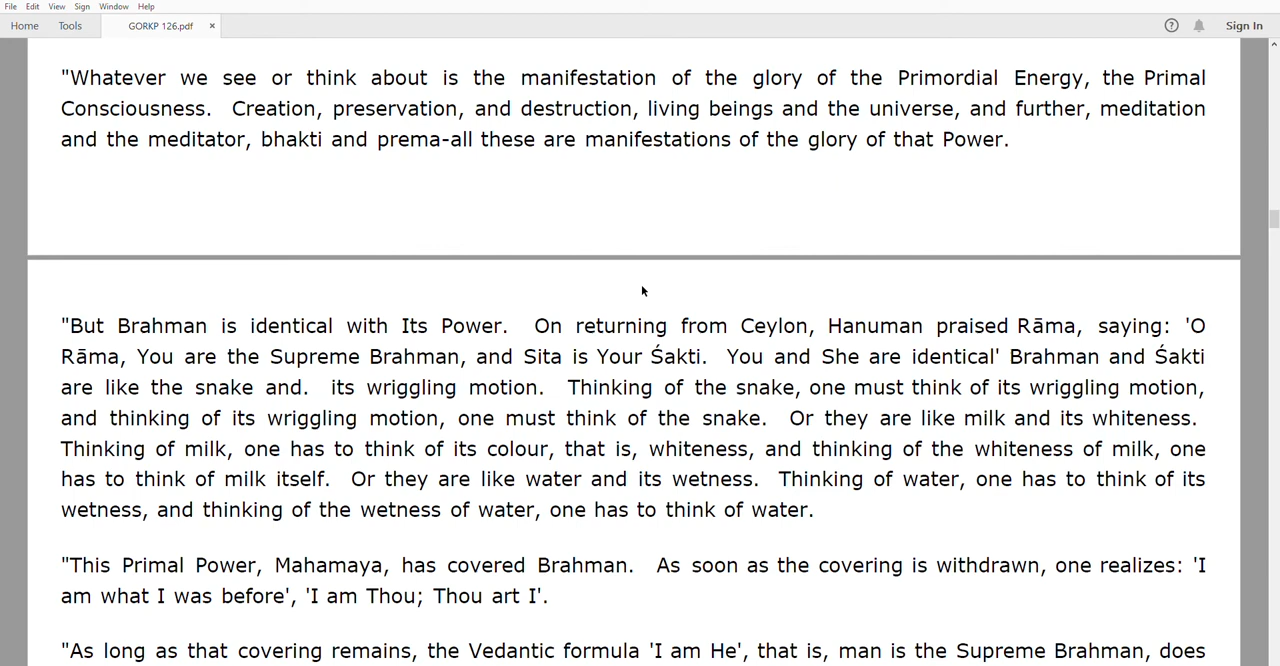 File Edit View Sign Window Help
Home Tools GORKP 126.pdf × ? Sign In
"Whatever we see or think about is the manifestation of the glory of the Primordial Energy, the Primal
Consciousness. Creation, preservation, and destruction, living beings and the universe, and further, meditation
and the meditator, bhakti and prema-all these are manifestations of the glory of that Power.
"But Brahman is identical with Its Power. On returning from Ceylon, Hanuman praised Rāma, saying: 'O
Rāma, You are the Supreme Brahman, and Sita is Your Śakti. You and She are identical' Brahman and Śakti
are like the snake and. its wriggling motion. Thinking of the snake, one must think of its wriggling motion,
and thinking of its wriggling motion, one must think of the snake. Or they are like milk and its whiteness.
Thinking of milk, one has to think of its colour, that is, whiteness, and thinking of the whiteness of milk, one
has to think of milk itself. Or they are like water and its wetness. Thinking of water, one has to think of its
wetness, and thinking of the wetness of water, one has to think of water.
"This Primal Power, Mahamaya, has covered Brahman. As soon as the covering is withdrawn, one realizes: 'I
am what I was before', 'I am Thou; Thou art I'.
"As long as that covering remains, the Vedantic formula 'I am He', that is, man is the Supreme Brahman, does